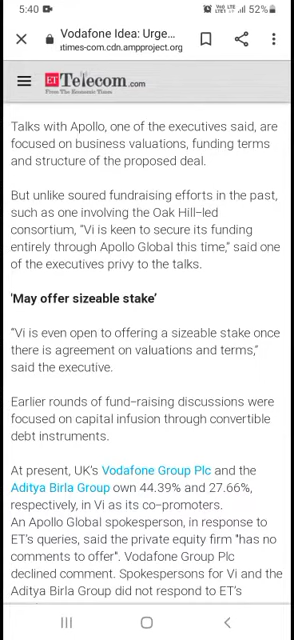 5:40 52%
Vodafone Idea: Urge...
itimes-com.cdn.ampproject.org
ET Telecom.com
From The Economic Times
Talks with Apollo, one of the executives said, are
focused on business valuations, funding terms
and structure of the proposed deal.
But unlike soured fundraising efforts in the past,
such as one involving the Oak Hill-led
consortium, “Vi is keen to secure its funding
entirely through Apollo Global this time,” said one
of the executives privy to the talks.
'May offer sizeable stake’
“Vi is even open to offering a sizeable stake once
there is agreement on valuations and terms,”
said the executive.
Earlier rounds of fund-raising discussions were
focused on capital infusion through convertible
debt instruments.
At present, UK's Vodafone Group Plc and the
Aditya Birla Group own 44.39% and 27.66%,
respectively, in Vi as its co-promoters.
An Apollo Global spokesperson, in response to
ET’s queries, said the private equity firm "has no
comments to offer". Vodafone Group Plc
declined comment. Spokespersons for Vi and the
Aditya Birla Group did not respond to ET’s